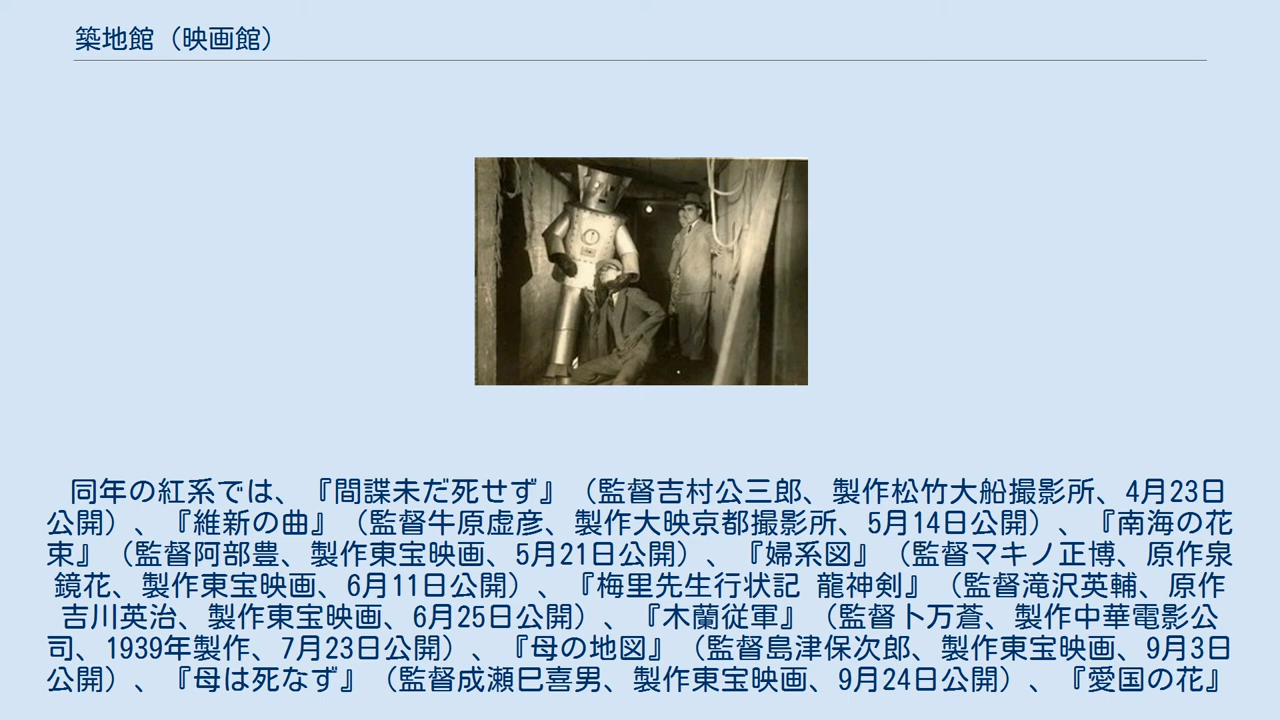 築地館（映画館）
同年の紅系では、『間諜未だ死せず』（監督吉村公三郎、製作松竹大船撮影所、4月23日
公開）、『維新の曲』（監督牛原虚彦、製作大映京都撮影所、5月14日公開）、『南海の花
束』（監督阿部豊、製作東宝映画、5月21日公開）、『婦系図』（監督マキノ正博、原作泉
鏡花、製作東宝映画、6月11日公開）、『梅里先生行状記 龍神剣』（監督滝沢英輔、原作
吉川英治、製作東宝映画、6月25日公開）、『木蘭従軍』（監督卜万蒼、製作中華電影公
司、1939年製作、7月23日公開）、『母の地図』（監督島津保次郎、製作東宝映画、9月3日
公開）、『母は死なず』（監督成瀬巳喜男、製作東宝映画、9月24日公開）、『愛国の花』